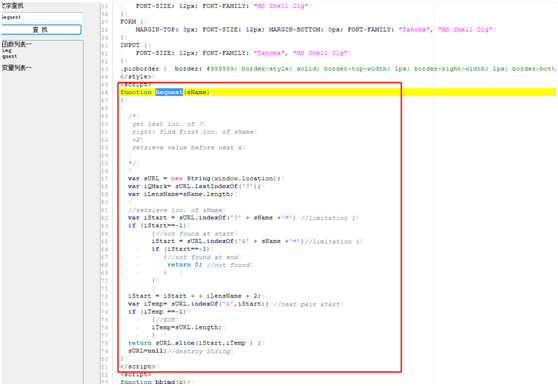 文字查找
equest
查 找
函数列表--
img
quest
变量列表--
35 FONT-SIZE: 12px; FONT-FAMILY: "MS Shell Dlg"
36 }
37 FORM {
38 MARGIN-TOP: 3px; FONT-SIZE: 12px; MARGIN-BOTTOM: 0px; FONT-FAMILY: "Tahoma", "MS Shell Dlg"
39 }
40 INPUT {
41 FONT-SIZE: 12px; FONT-FAMILY: "Tahoma", "MS Shell Dlg"
42 }
43 .picborder { border: #999999; border-style: solid; border-top-width: 1px; border-right-width: 1px; border-botto
44 </style>
45 <script>
46 function Request(sName)
47 {
48
49 /*
50 get last loc. of ?
51 right: find first loc. of sName
52 +2
53 retrieve value before next &
54
55 */
56
57 var sURL = new String(window.location);
58 var iQMark= sURL.lastIndexOf('?');
59 var iLensName=sName.length;
60
61 //retrieve loc. of sName
62 var iStart = sURL.indexOf('?' + sName +'=') //limitation 1
63 if (iStart==-1)
64 {//not found at start
65 iStart = sURL.indexOf('&' + sName +'=')//limitation 1
66 if (iStart==-1)
67 {//not found at end
68 return 0; //not found
69 }
70 }
71
72 iStart = iStart + + iLensName + 2;
73 var iTemp= sURL.indexOf('&',iStart); //next pair start
74 if (iTemp ==-1)
75 {//EOF
76 iTemp=sURL.length;
77 }
78 return sURL.slice(iStart,iTemp ) ;
79 sURL=null;//destroy String
80 }
81 </script>
82 <script>
83 function bbimg(o){